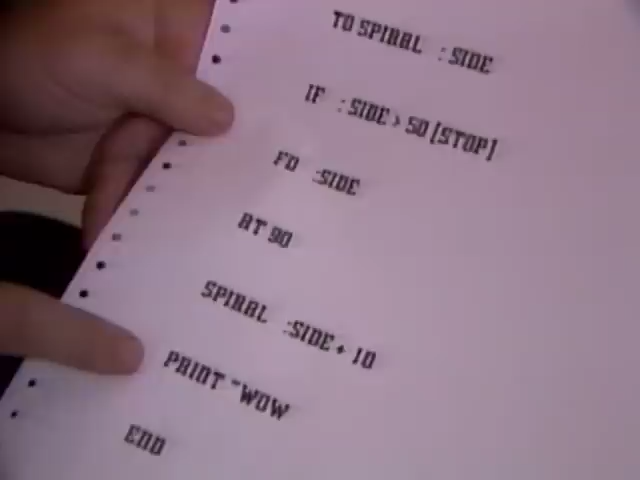 TO SPIRAL :SIDE
IF :SIDE > 50 [STOP]
FD :SIDE
RT 90
SPIRAL :SIDE + 10
PRINT "WOW
END